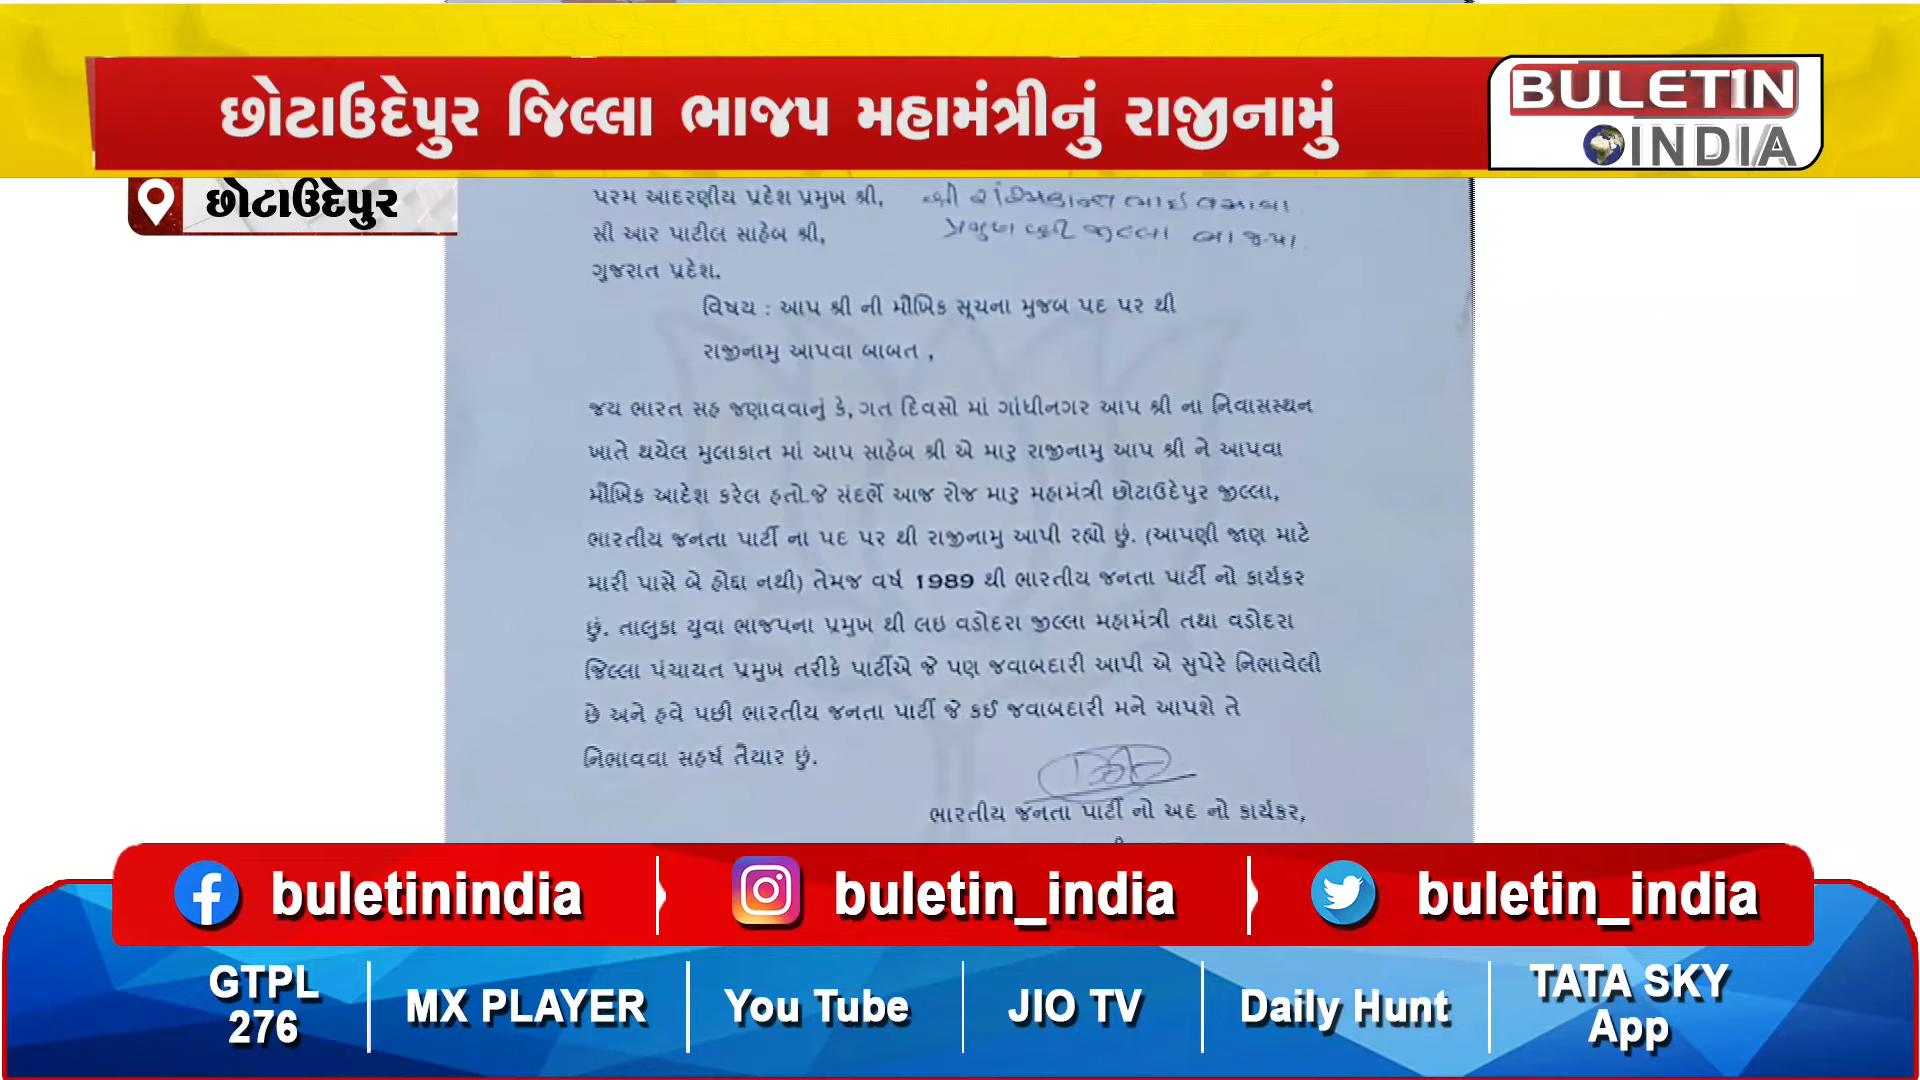 છોટાઉદેપુર જિલ્લા ભાજપ મહામંત્રીનું રાજીનામું
BULETIN
INDIA
છોટાઉદેપુર
પરમ આદરણીય પ્રદેશ પ્રમુખ શ્રી,
સી આર પાટીલ સાહેબ શ્રી,
ગુજરાત પ્રદેશ.
વિષય : આપ શ્રી ની મૌખિક સૂચના મુજબ પદ પર થી
રાજીનામુ આપવા બાબત ,
જય ભારત સહ જણાવવાનું કે, ગત દિવસો માં ગાંધીનગર આપ શ્રી ના નિવાસસ્થન
ખાતે થયેલ મુલાકાત માં આપ સાહેબ શ્રી એ મારુ રાજીનામુ આપ શ્રી ને આપવા
મૌખિક આદેશ કરેલ હતો.જે સંદર્ભે આજ રોજ મારુ મહામંત્રી છોટાઉદેપુર જીલ્લા,
ભારતીય જનતા પાર્ટી ના પદ પર થી રાજીનામુ આપી રહ્યો છું. (આપણી જાણ માટે
મારી પાસે બે હોદ્દા નથી) તેમજ વર્ષ 1989 થી ભારતીય જનતા પાર્ટી નો કાર્યકર
છું. તાલુકા યુવા ભાજપના પ્રમુખ થી લઇ વડોદરા જીલ્લા મહામંત્રી તથા વડોદરા
જિલ્લા પંચાયત પ્રમુખ તરીકે પાર્ટીએ જે પણ જવાબદારી આપી એ સુપેરે નિભાવેલી
છે અને હવે પછી ભારતીય જનતા પાર્ટી જે કઈ જવાબદારી મને આપશે તે
નિભાવવા સહર્ષ તૈયાર છું.
ભારતીય જનતા પાર્ટી નો અદ નો કાર્યકર,
buletinindia
buletin_india
buletin_india
GTPL
276
MX PLAYER
You Tube
JIO TV
Daily Hunt
TATA SKY
App